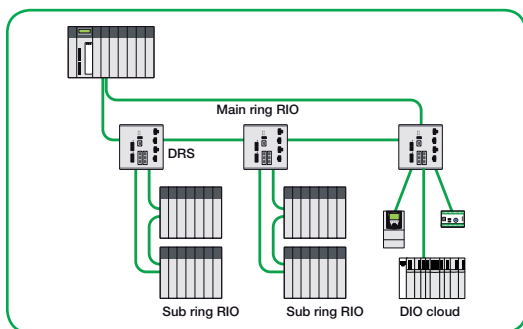 Main ring RIO
DRS
Sub ring RIO
Sub ring RIO
DIO cloud